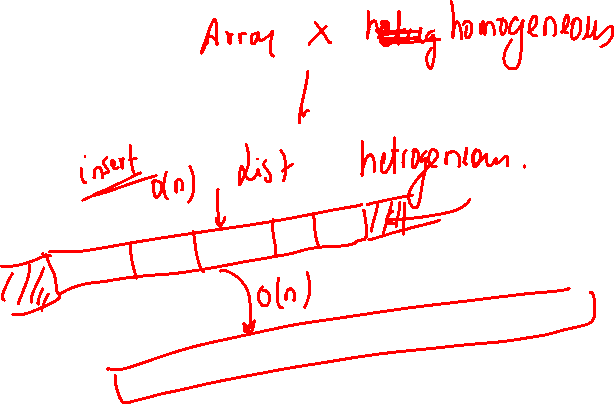 Array × homogeneous
insert O(n) List hetrogeneous.
O(n)